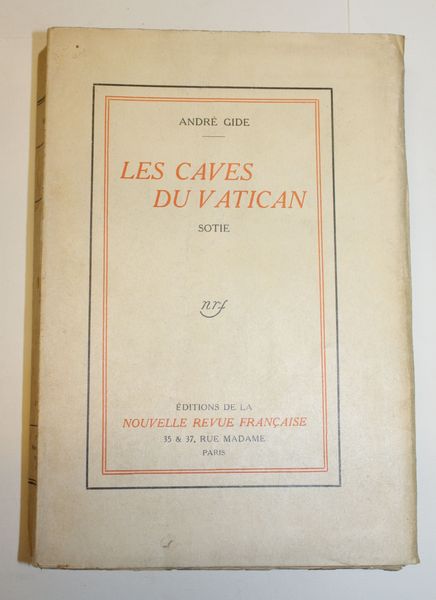 ANDRÉ GIDE
LES CAVES
DU VATICAN
SOTIE
nrf
ÉDITIONS DE LA
NOUVELLE REVUE FRANÇAISE
35 & 37, RUE MADAME
PARIS